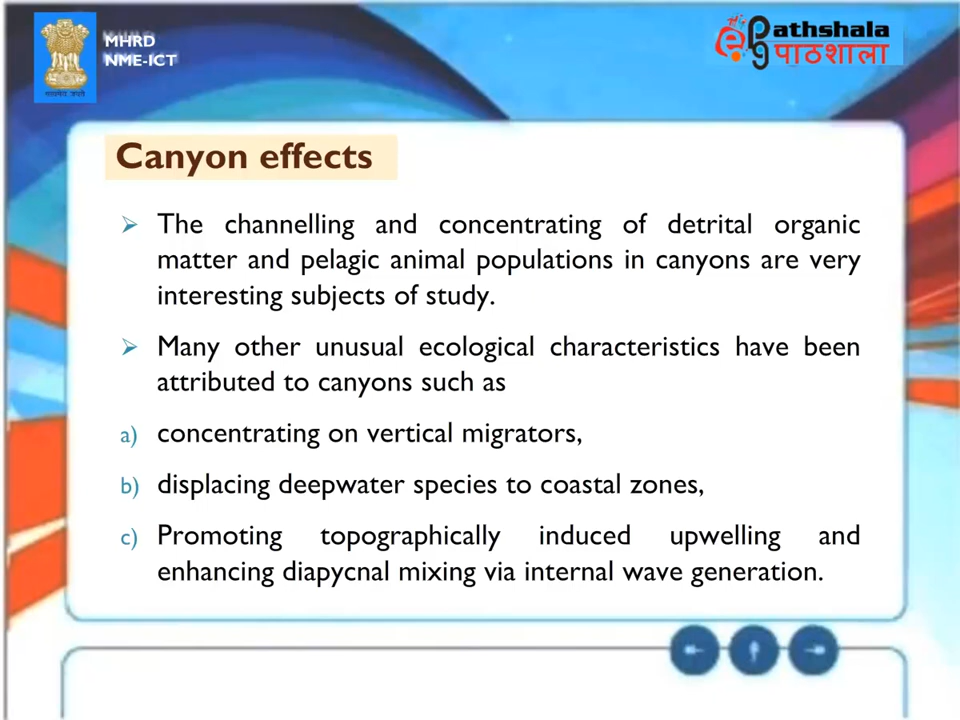 MHRD
NME-ICT
epg athshala
पाठशाला
Canyon effects
The channelling and concentrating of detrital organic
matter and pelagic animal populations in canyons are very
interesting subjects of study.
Many other unusual ecological characteristics have been
attributed to canyons such as
a) concentrating on vertical migrators,
b) displacing deepwater species to coastal zones,
c) Promoting topographically induced upwelling and
enhancing diapycnal mixing via internal wave generation.